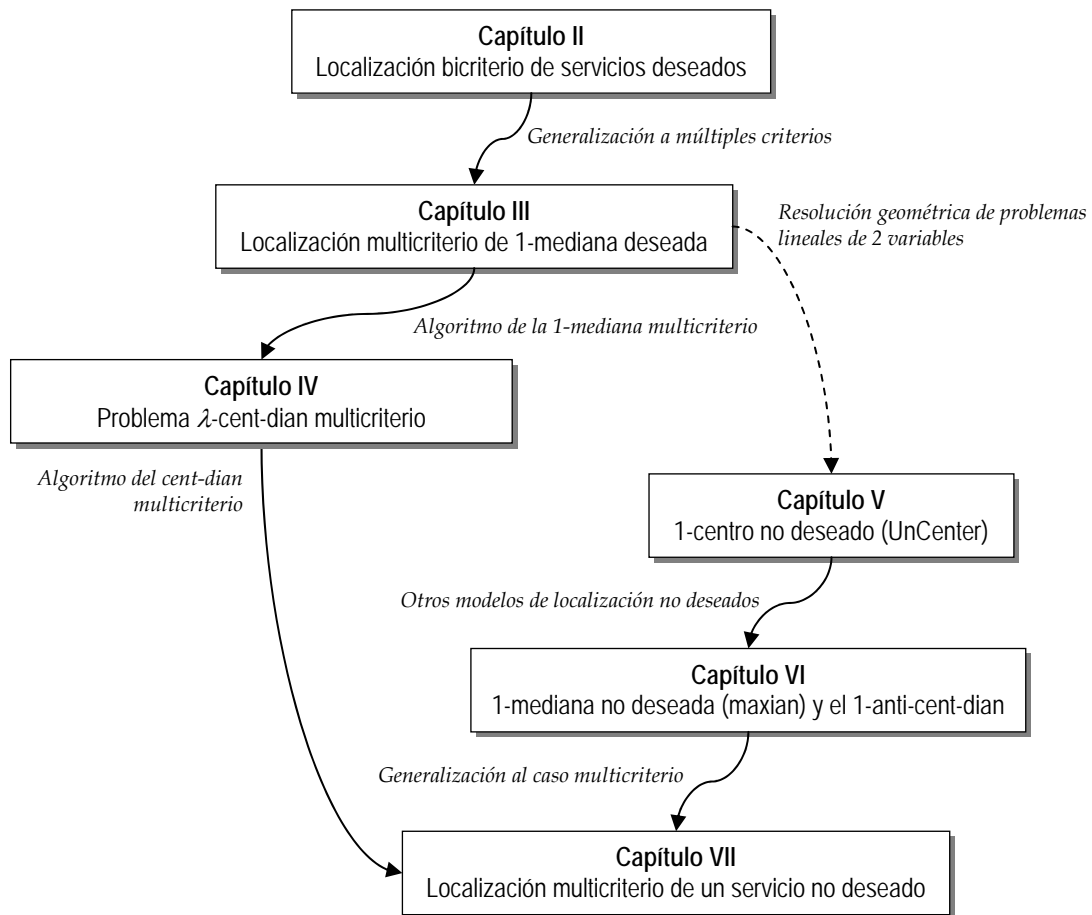 Capítulo II
Localización bicriterio de servicios deseados
Generalización a múltiples criterios
Capítulo III
Localización multicriterio de 1-mediana deseada
Resolución geométrica de problemas
lineales de 2 variables
Algoritmo de la 1-mediana multicriterio
Capítulo IV
Problema λ-cent-dian multicriterio
Algoritmo del cent-dian
multicriterio
Capítulo V
1-centro no deseado (UnCenter)
Otros modelos de localización no deseados
Capítulo VI
1-mediana no deseada (maxian) y el 1-anti-cent-dian
Generalización al caso multicriterio
Capítulo VII
Localización multicriterio de un servicio no deseado